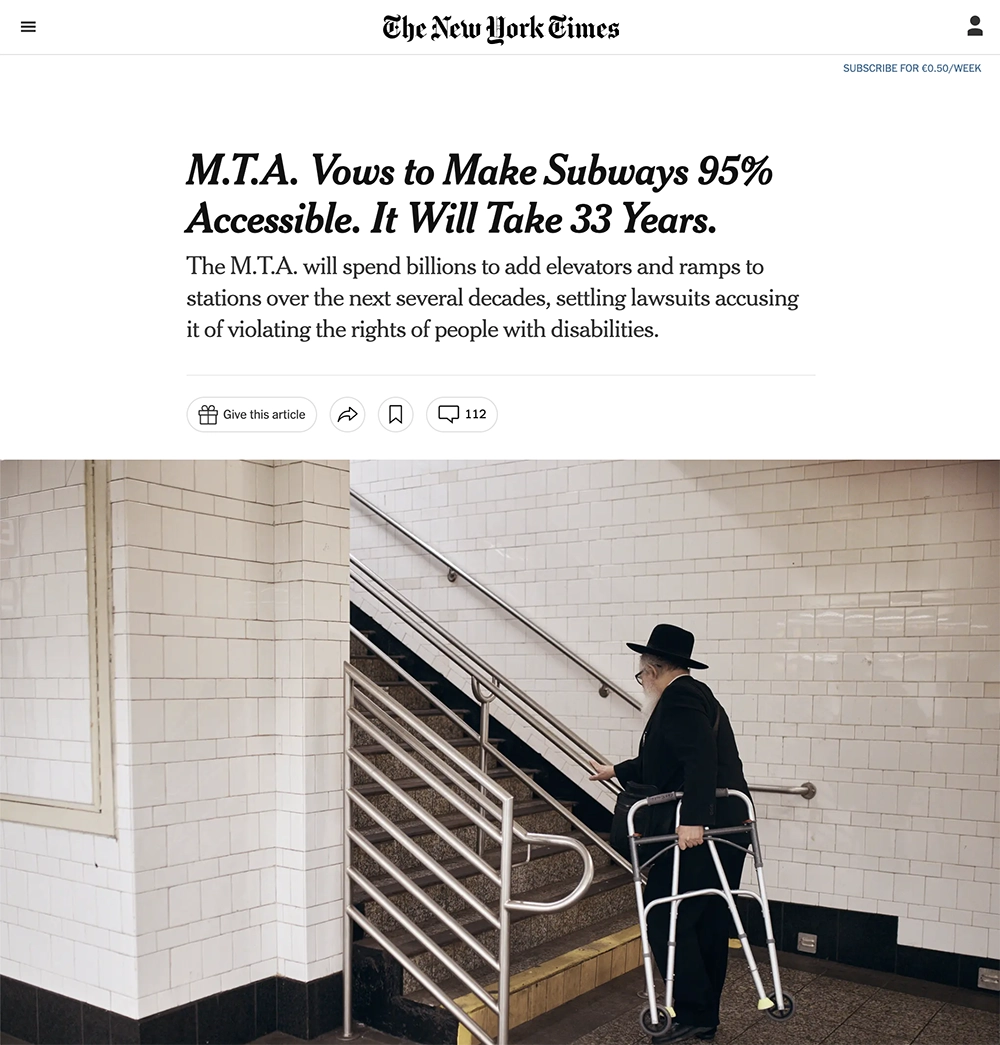 The New York Times
SUBSCRIBE FOR €0.50/WEEK
M.T.A. Vows to Make Subways 95%
Accessible. It Will Take 33 Years.
The M.T.A. will spend billions to add elevators and ramps to
stations over the next several decades, settling lawsuits accusing
it of violating the rights of people with disabilities.
Give this article
112